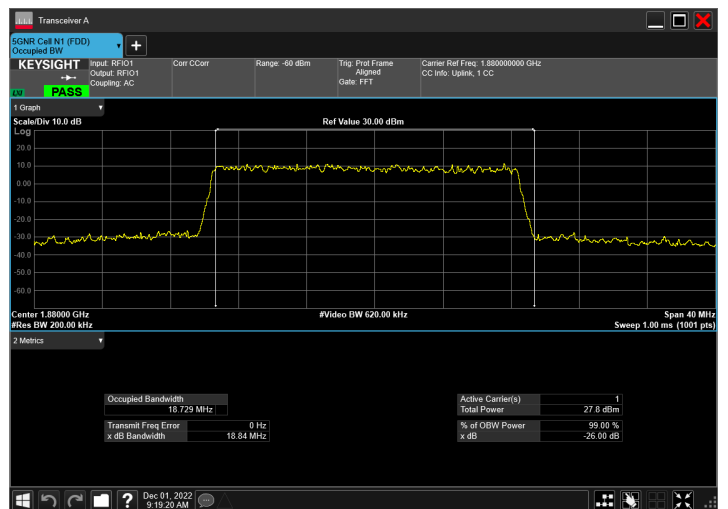 Transceiver A
5GNR Cell N1 (FDD)
Occupied BW
KEYSIGHT
LXI
PASS
Input: RFIO1
Output: RFIO1
Coupling: AC
Corr CCorr
Range: -60 dBm
Trig: Prot Frame
Aligned
Gate: FFT
Carrier Ref Freq: 1.880000000 GHz
CC Info: Uplink, 1 CC
1 Graph
Scale/Div 10.0 dB
Ref Value 30.00 dBm
Log
20.0
10.0
0.00
-10.0
-20.0
-30.0
-40.0
-50.0
-60.0
Center 1.88000 GHz
#Video BW 620.00 kHz
Span 40 MHz
#Res BW 200.00 kHz
Sweep 1.00 ms (1001 pts)
2 Metrics
Occupied Bandwidth
18.729 MHz
Transmit Freq Error 0 Hz
x dB Bandwidth 18.84 MHz
Active Carrier(s) 1
Total Power 27.8 dBm
% of OBW Power 99.00 %
x dB -26.00 dB
Dec 01, 2022
9:19:20 AM